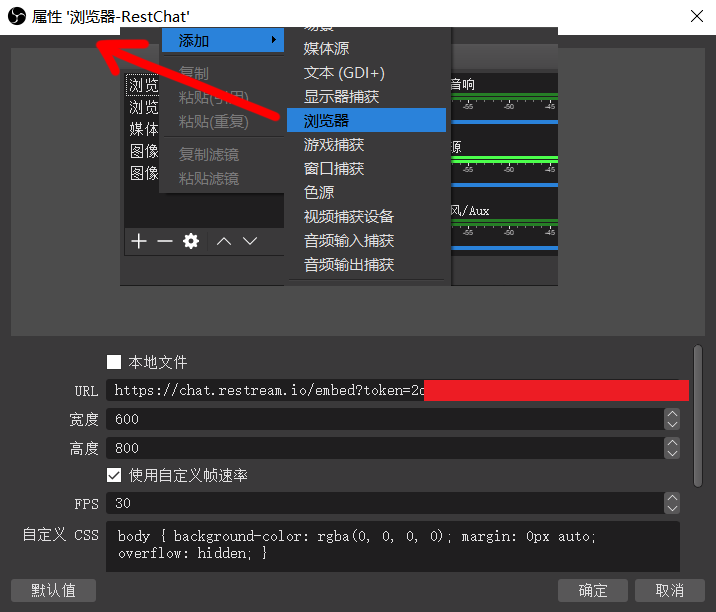 属性 '浏览器-RestChat'
场景
添加
媒体源
复制
文本 (GDI+)
浏览
音响
粘贴(引用)
显示器捕获
-55 -50 -45
浏览
粘贴(重复)
浏览器
媒体
游戏捕获
源
图像
复制滤镜
窗口捕获
-55 -50 -45
图像
粘贴滤镜
色源
视频捕获设备
风/Aux
音频输入捕获
-55 -50 -45
音频输出捕获
本地文件
URL https://chat.restream.io/embed?token=2
宽度 600
高度 800
使用自定义帧速率
FPS 30
自定义 CSS body { background-color: rgba(0, 0, 0, 0); margin: 0px auto;
overflow: hidden; }
默认值 确定 取消